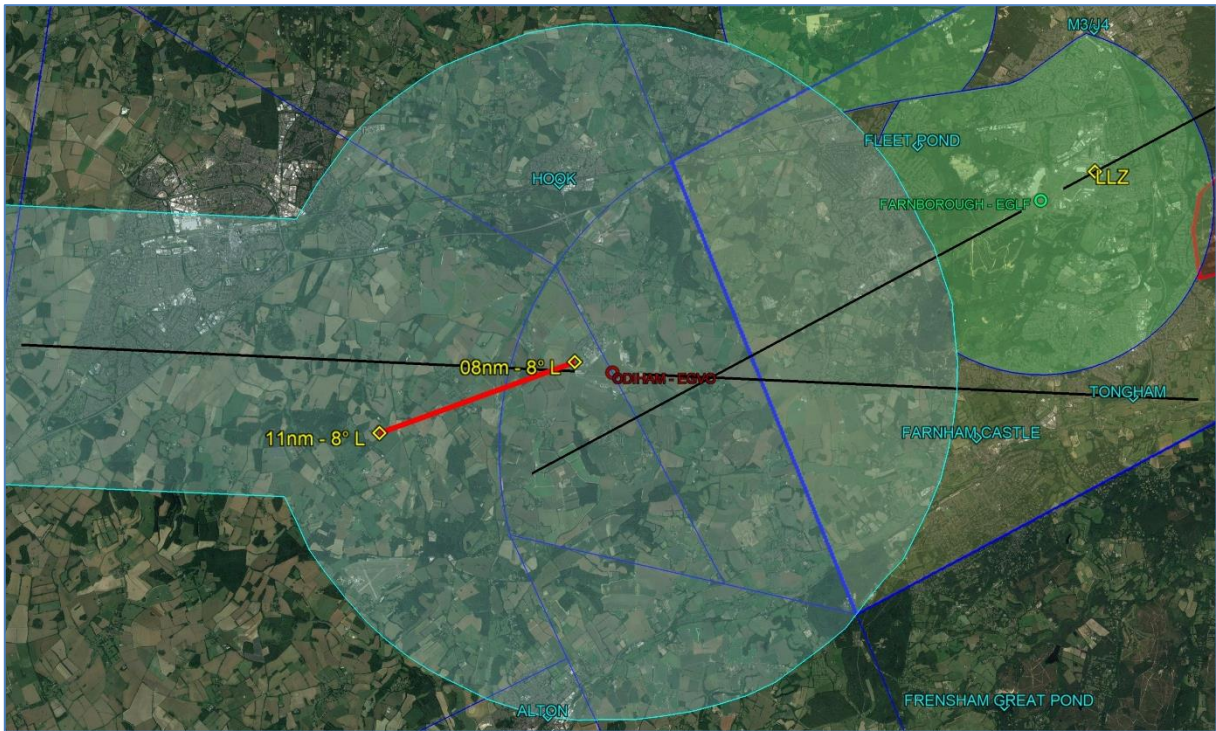 M3/J4
FLEET POND
HOOK
LLZ
FARNBOROUGH - EGLF
08nm - 8° L
ODIHAM - EGVO
TONGHAM
11nm - 8° L
FARNHAM CASTLE
FRENSHAM GREAT POND
ALTON